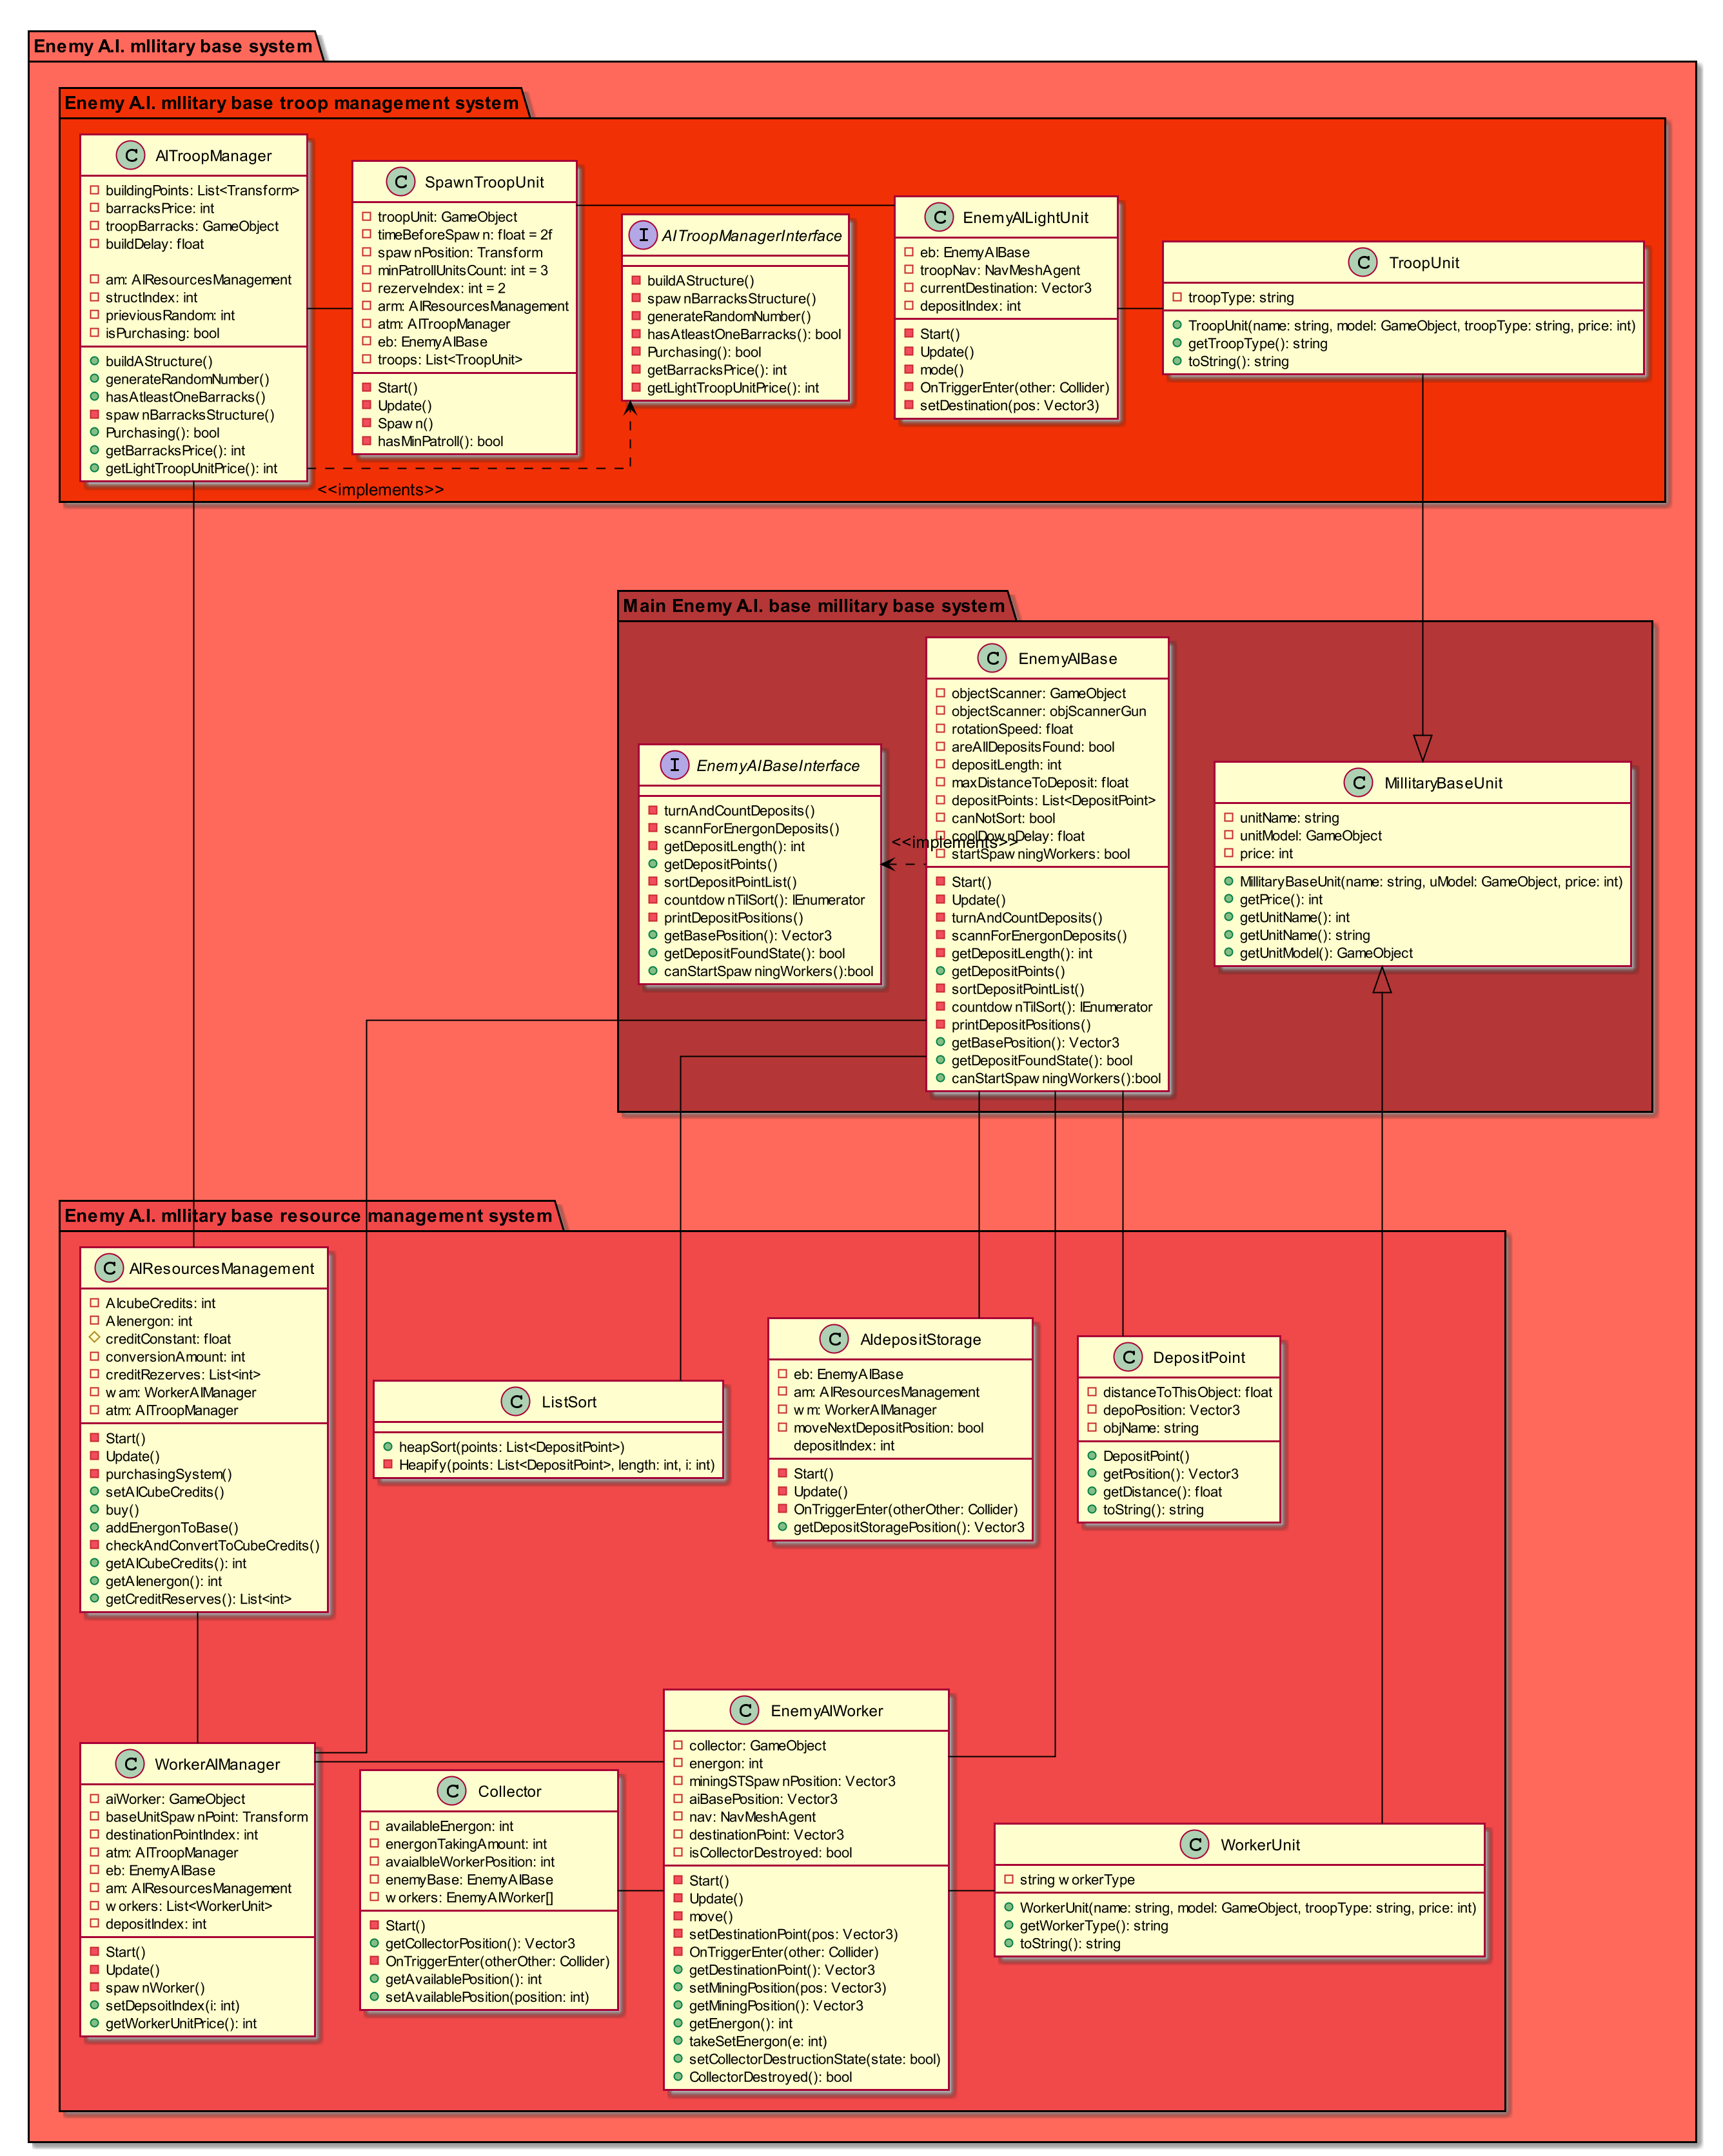 Enemy A.I. mllitary base system
Enemy A.I. mllitary base troop management system
AITroopManager
buildingPoints: List<Transform>
barracksPrice: int
troopBarracks: GameObject
buildDelay: float
am: AIResourcesManagement
structIndex: int
prieviousRandom: int
isPurchasing: bool
buildAStructure()
generateRandomNumber()
hasAtleastOneBarracks()
spawnBarracksStructure()
Purchasing(): bool
getBarracksPrice(): int
getLightTroopUnitPrice(): int
SpawnTroopUnit
troopUnit: GameObject
timeBeforeSpawn: float = 2f
spawnPosition: Transform
minPatrollUnitsCount: int = 3
rezerveIndex: int = 2
arm: AIResourcesManagement
atm: AITroopManager
eb: EnemyAIBase
troops: List<TroopUnit>
Start()
Update()
Spawn()
hasMinPatroll(): bool
AITroopManagerInterface
buildAStructure()
spawnBarracksStructure()
generateRandomNumber()
hasAtleastOneBarracks(): bool
Purchasing(): bool
getBarracksPrice(): int
getLightTroopUnitPrice(): int
EnemyAILightUnit
eb: EnemyAIBase
troopNav: NavMeshAgent
currentDestination: Vector3
depositIndex: int
Start()
Update()
mode()
OnTriggerEnter(other: Collider)
setDestination(pos: Vector3)
TroopUnit
troopType: string
TroopUnit(name: string, model: GameObject, troopType: string, price: int)
getTroopType(): string
toString(): string
<<implements>>
Main Enemy A.I. base millitary base system
EnemyAIBaseInterface
turnAndCountDeposits()
scannForEnergonDeposits()
getDepositLength(): int
getDepositPoints()
sortDepositPointList()
countdownTilSort(): IEnumerator
printDepositPositions()
getBasePosition(): Vector3
getDepositFoundState(): bool
canStartSpawningWorkers():bool
<<implements>>
EnemyAIBase
objectScanner: GameObject
objectScanner: objScannerGun
rotationSpeed: float
areAllDepositsFound: bool
depositLength: int
maxDistanceToDeposit: float
depositPoints: List<DepositPoint>
canNotSort: bool
coolDownDelay: float
startSpawningWorkers: bool
Start()
Update()
turnAndCountDeposits()
scannForEnergonDeposits()
getDepositLength(): int
getDepositPoints()
sortDepositPointList()
countdownTilSort(): IEnumerator
printDepositPositions()
getBasePosition(): Vector3
getDepositFoundState(): bool
canStartSpawningWorkers():bool
MillitaryBaseUnit
unitName: string
unitModel: GameObject
price: int
MillitaryBaseUnit(name: string, uModel: GameObject, price: int)
getPrice(): int
getUnitName(): int
getUnitName(): string
getUnitModel(): GameObject
Enemy A.I. mllitary base resource management system
AIResourcesManagement
AIcubeCredits: int
AIenergon: int
creditConstant: float
conversionAmount: int
creditRezerves: List<int>
wam: WorkerAIManager
atm: AITroopManager
Start()
Update()
purchasingSystem()
setAICubeCredits()
buy()
addEnergonToBase()
checkAndConvertToCubeCredits()
getAICubeCredits(): int
getAIenergon(): int
getCreditReserves(): List<int>
ListSort
heapSort(points: List<DepositPoint>)
Heapify(points: List<DepositPoint>, length: int, i: int)
AIdepositStorage
eb: EnemyAIBase
am: AIResourcesManagement
wm: WorkerAIManager
moveNextDepositPosition: bool
depositIndex: int
Start()
Update()
OnTriggerEnter(otherOther: Collider)
getDepositStoragePosition(): Vector3
DepositPoint
distanceToThisObject: float
depoPosition: Vector3
objName: string
DepositPoint()
getPosition(): Vector3
getDistance(): float
toString(): string
WorkerAIManager
aiWorker: GameObject
baseUnitSpawnPoint: Transform
destinationPointIndex: int
atm: AITroopManager
eb: EnemyAIBase
am: AIResourcesManagement
workers: List<WorkerUnit>
depositIndex: int
Start()
Update()
spawnWorker()
setDepsoitIndex(i: int)
getWorkerUnitPrice(): int
Collector
availableEnergon: int
energonTakingAmount: int
avaialbleWorkerPosition: int
enemyBase: EnemyAIBase
workers: EnemyAIWorker[]
Start()
getCollectorPosition(): Vector3
OnTriggerEnter(otherOther: Collider)
getAvailablePosition(): int
setAvailablePosition(position: int)
EnemyAIWorker
collector: GameObject
energon: int
miningSTSpawnPosition: Vector3
aiBasePosition: Vector3
nav: NavMeshAgent
destinationPoint: Vector3
isCollectorDestroyed: bool
Start()
Update()
move()
setDestinationPoint(pos: Vector3)
OnTriggerEnter(other: Collider)
getDestinationPoint(): Vector3
setMiningPosition(pos: Vector3)
getMiningPosition(): Vector3
getEnergon(): int
takeSetEnergon(e: int)
setCollectorDestructionState(state: bool)
CollectorDestroyed(): bool
WorkerUnit
string workerType
WorkerUnit(name: string, model: GameObject, troopType: string, price: int)
getWorkerType(): string
toString(): string